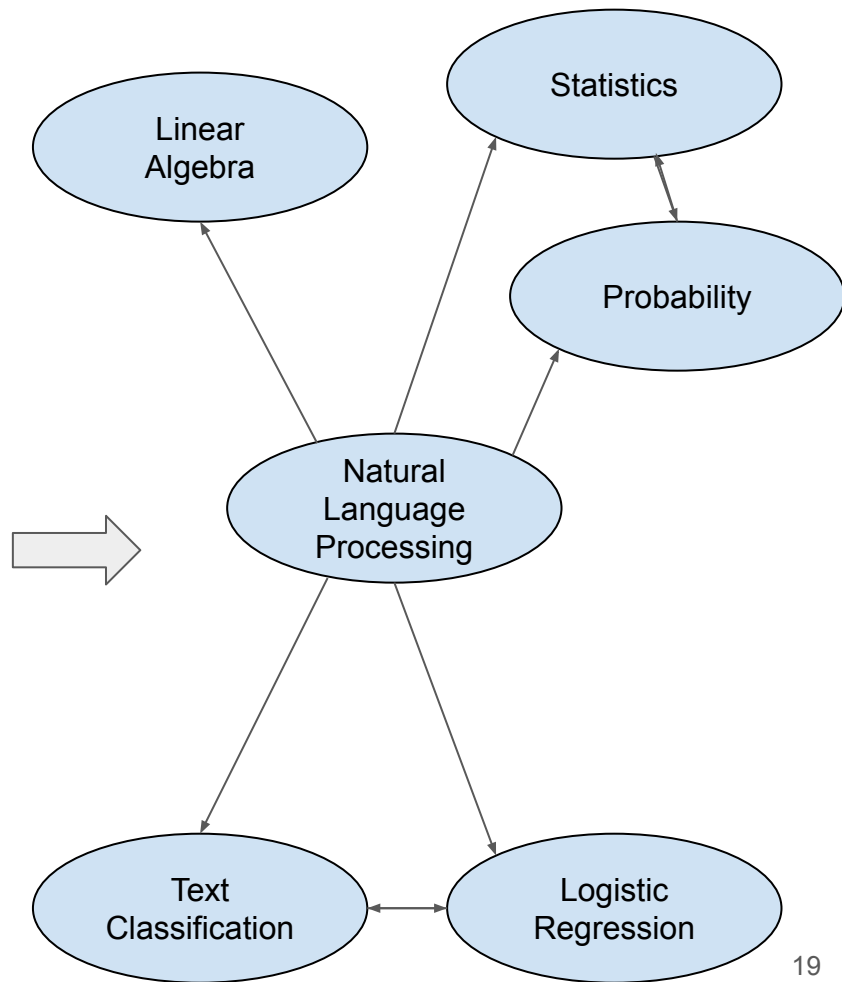 Statistics
Linear
Algebra
Probability
Natural
Language
Processing
Text
Classification
Logistic
Regression
19